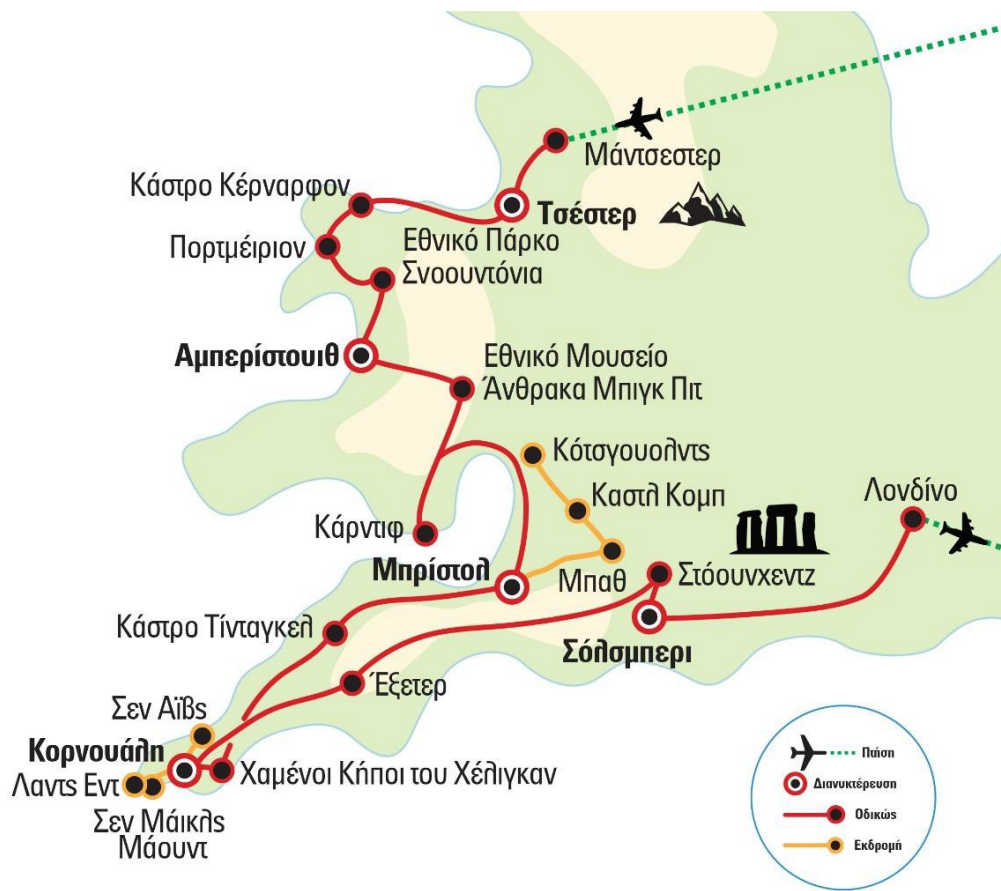 Μάντσεστερ
Κάστρο Κέρναρφον
Τσέστερ
Πορτμέιριον
Εθνικό Πάρκο
Σνοουντόνια
Αμπερίστουιθ
Εθνικό Μουσείο
Άνθρακα Μπιγκ Πιτ
Κότσγουολντς
Καστλ Κομπ
Λονδίνο
Κάρντιφ
Μπρίστολ
Μπαθ
Στόουνχεντζ
Κάστρο Τίνταγκελ
Σόλσμπερι
Έξετερ
Σεν Αϊβς
Κορνουάλη
Λαντς Εντ
Χαμένοι Κήποι του Χέλιγκαν
Σεν Μάικλς
Μάουντ
Πτήση
Διανυκτέρευση
Οδικώς
Εκδρομή